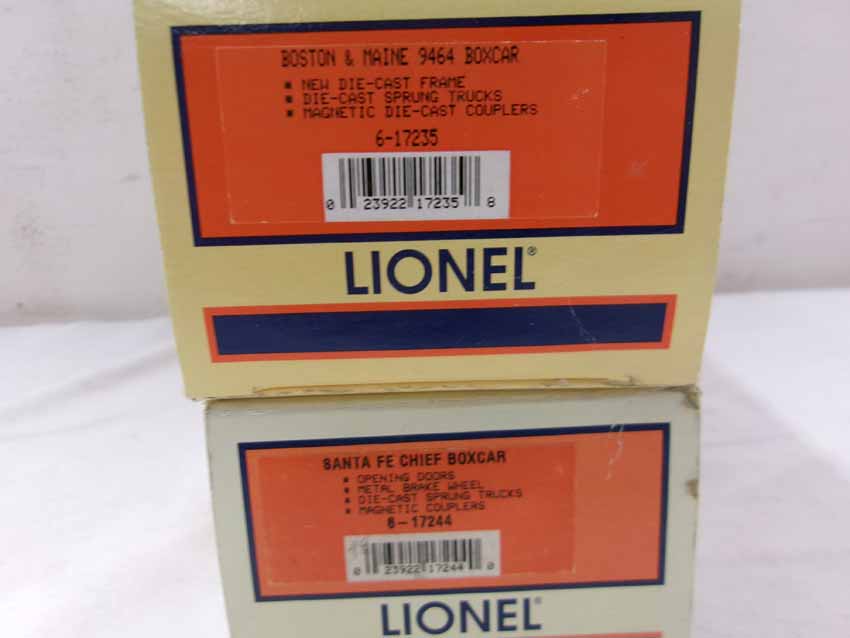 BOSTON & MAINE 9464 BOXCAR
▪ NEW DIE-CAST FRAME
▪ DIE-CAST SPRUNG TRUCKS
▪ MAGNETIC DIE-CAST COUPLERS
6-17235
0 23922 17235 8
LIONEL®
SANTA FE CHIEF BOXCAR
▪ OPENING DOORS
▪ METAL BRAKE WHEEL
▪ DIE-CAST SPRUNG TRUCKS
▪ MAGNETIC COUPLERS
6-17244
0 23922 17244 0
LIONEL®